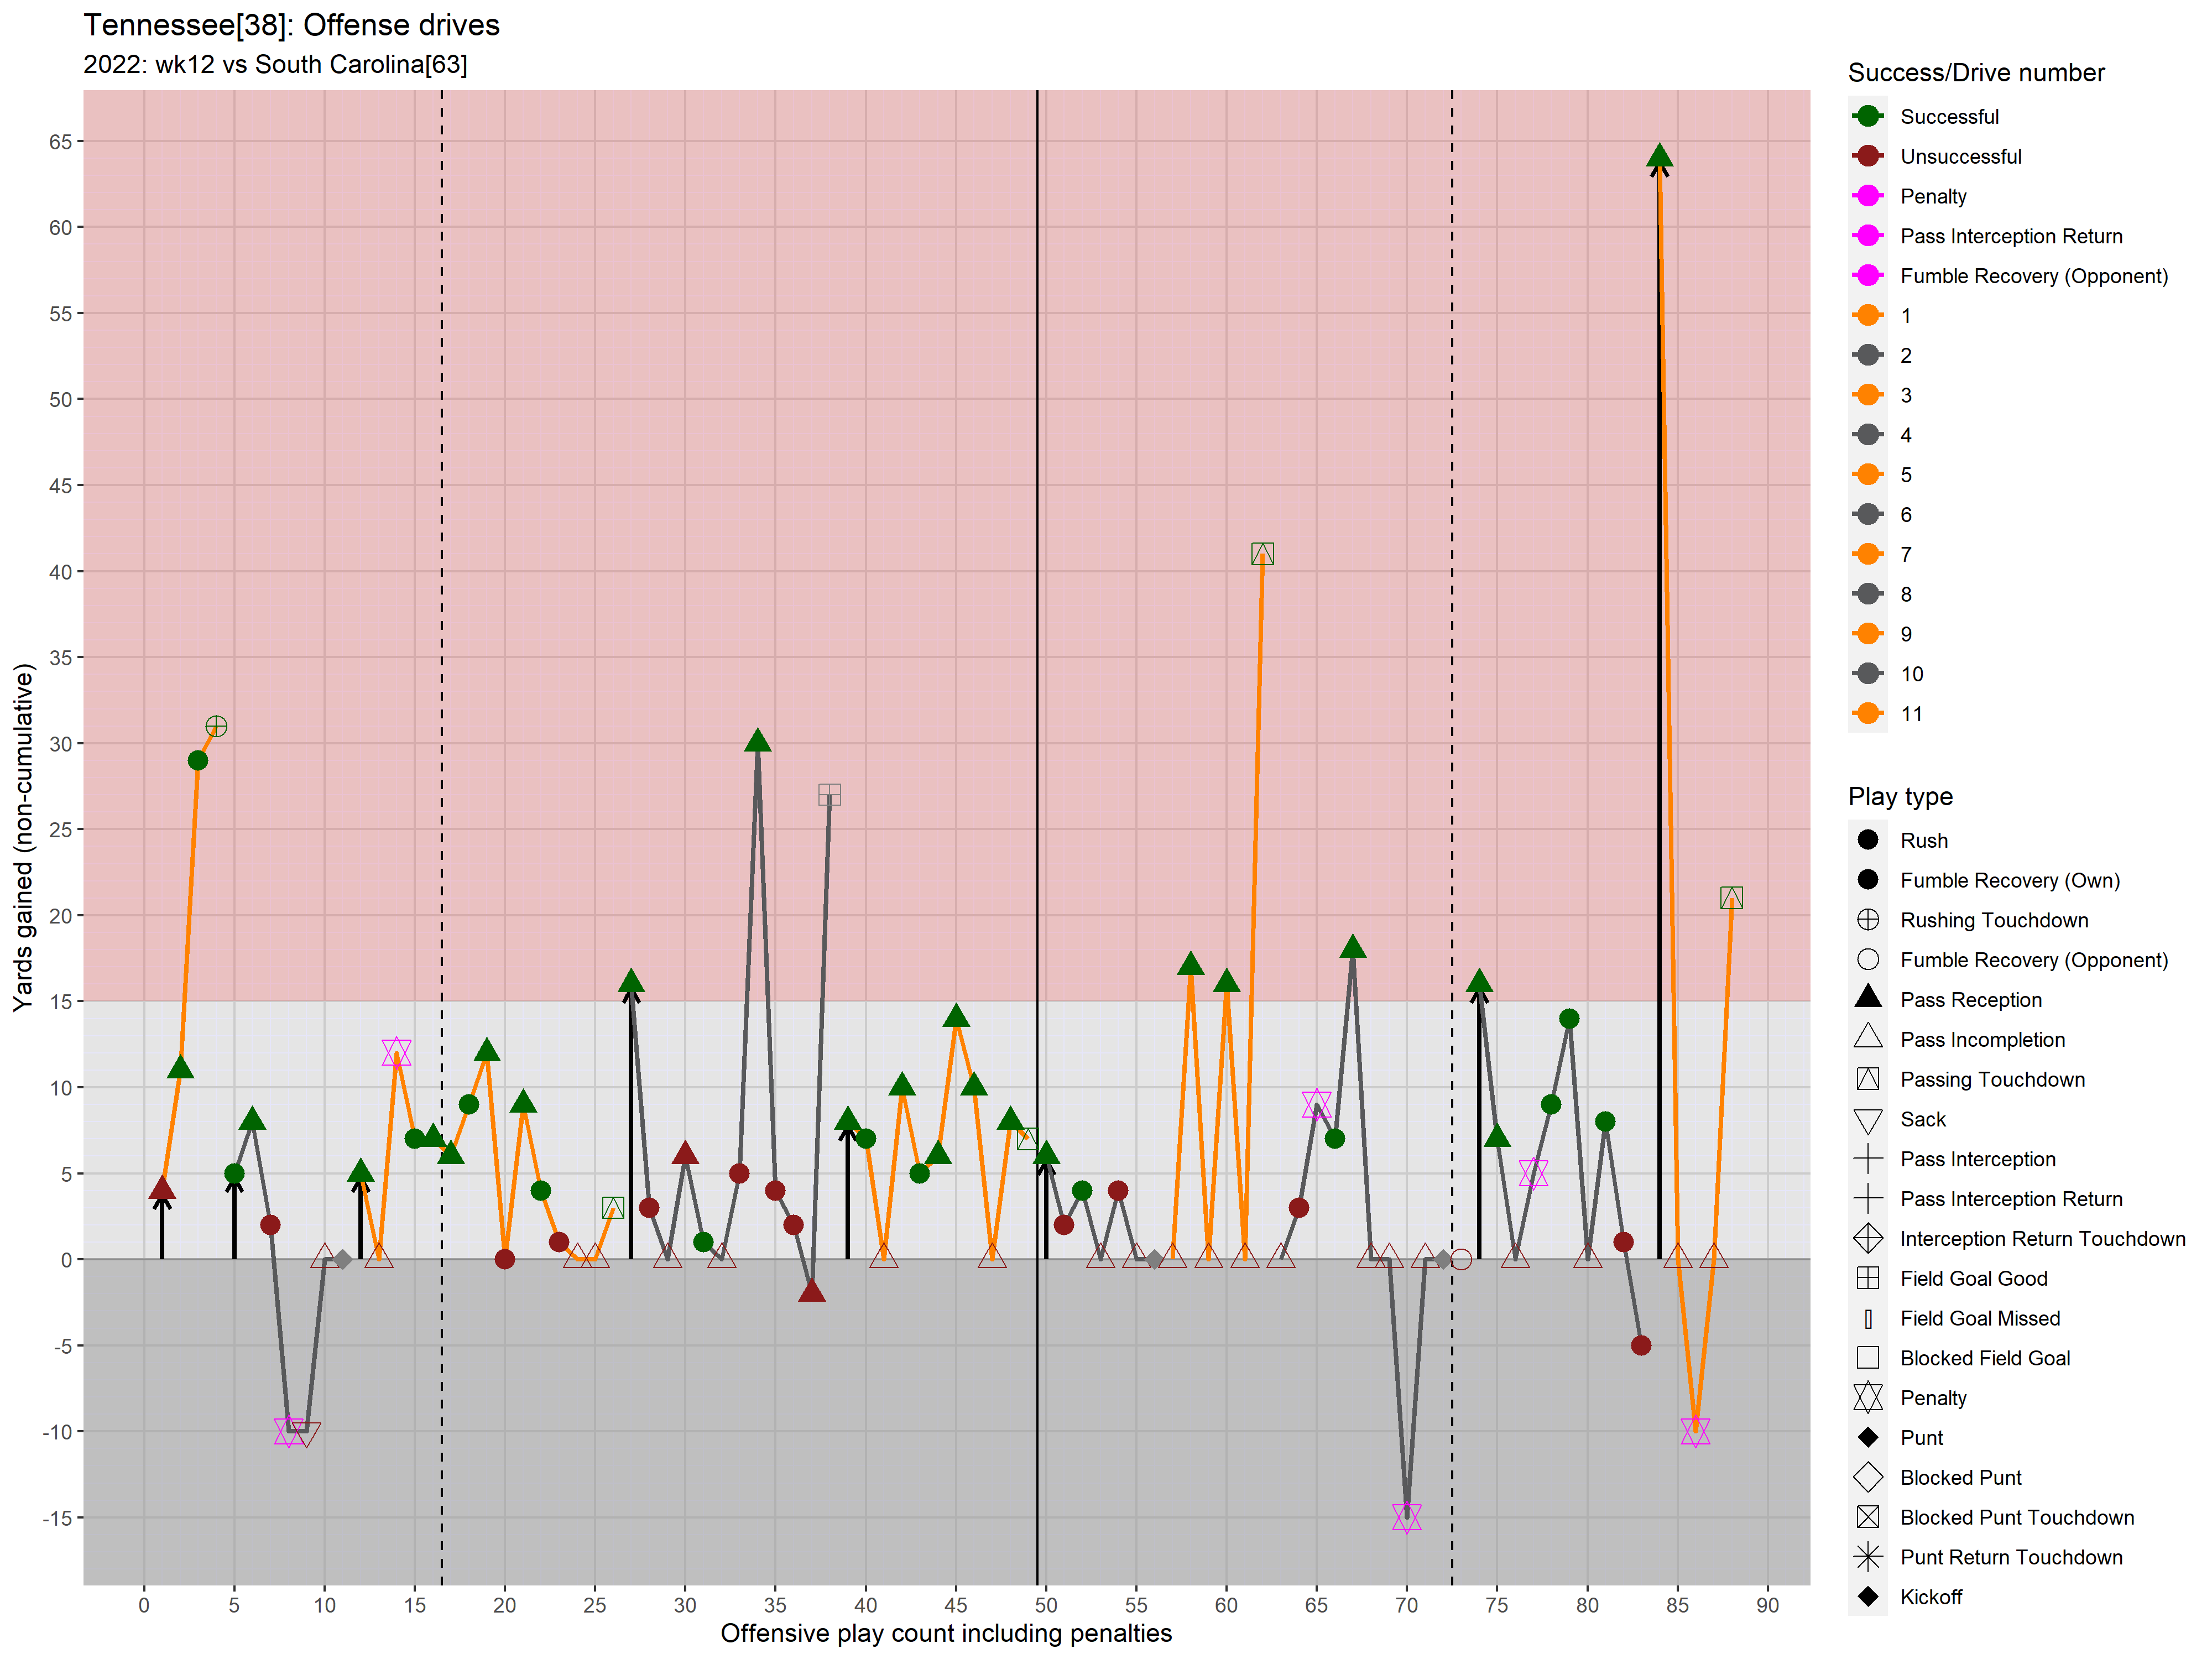 Tennessee[38]: Offense drives
2022: wk12 vs South Carolina[63]
Yards gained (non-cumulative)
65
60
55
50
45
40
35
30
25
20
15
10
5
0
-5
-10
-15
0 5 10 15 20 25 30 35 40 45 50 55 60 65 70 75 80 85 90
Offensive play count including penalties
Success/Drive number
Successful
Unsuccessful
Penalty
Pass Interception Return
Fumble Recovery (Opponent)
1
2
3
4
5
6
7
8
9
10
11
Play type
Rush
Fumble Recovery (Own)
Rushing Touchdown
Fumble Recovery (Opponent)
Pass Reception
Pass Incompletion
Passing Touchdown
Sack
Pass Interception
Pass Interception Return
Interception Return Touchdown
Field Goal Good
Field Goal Missed
Blocked Field Goal
Penalty
Punt
Blocked Punt
Blocked Punt Touchdown
Punt Return Touchdown
Kickoff